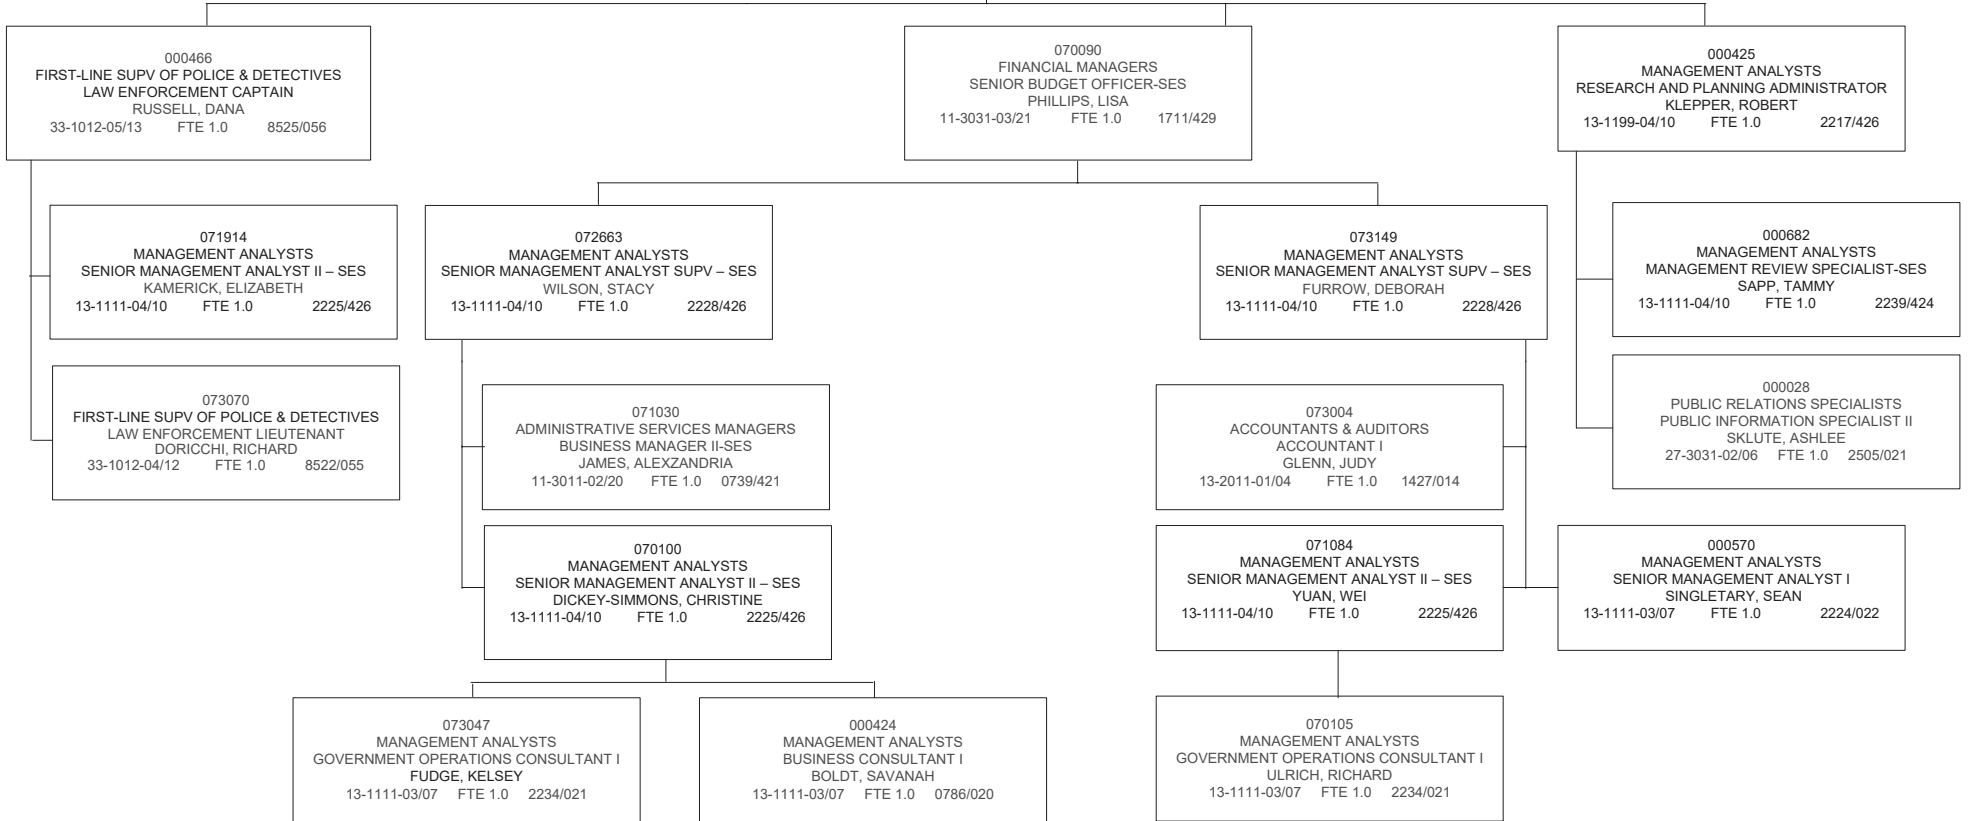 000466
FIRST-LINE SUPV OF POLICE & DETECTIVES
LAW ENFORCEMENT CAPTAIN
RUSSELL, DANA
33-1012-05/13 FTE 1.0 8525/056
070090
FINANCIAL MANAGERS
SENIOR BUDGET OFFICER-SES
PHILLIPS, LISA
11-3031-03/21 FTE 1.0 1711/429
000425
MANAGEMENT ANALYSTS
RESEARCH AND PLANNING ADMINISTRATOR
KLEPPER, ROBERT
13-1199-04/10 FTE 1.0 2217/426
071914
MANAGEMENT ANALYSTS
SENIOR MANAGEMENT ANALYST II – SES
KAMERICK, ELIZABETH
13-1111-04/10 FTE 1.0 2225/426
072663
MANAGEMENT ANALYSTS
SENIOR MANAGEMENT ANALYST SUPV – SES
WILSON, STACY
13-1111-04/10 FTE 1.0 2228/426
073149
MANAGEMENT ANALYSTS
SENIOR MANAGEMENT ANALYST SUPV – SES
FURROW, DEBORAH
13-1111-04/10 FTE 1.0 2228/426
000682
MANAGEMENT ANALYSTS
MANAGEMENT REVIEW SPECIALIST-SES
SAPP, TAMMY
13-1111-04/10 FTE 1.0 2239/424
073070
FIRST-LINE SUPV OF POLICE & DETECTIVES
LAW ENFORCEMENT LIEUTENANT
DORICCHI, RICHARD
33-1012-04/12 FTE 1.0 8522/055
071030
ADMINISTRATIVE SERVICES MANAGERS
BUSINESS MANAGER II-SES
JAMES, ALEXZANDRIA
11-3011-02/20 FTE 1.0 0739/421
073004
ACCOUNTANTS & AUDITORS
ACCOUNTANT I
GLENN, JUDY
13-2011-01/04 FTE 1.0 1427/014
000028
PUBLIC RELATIONS SPECIALISTS
PUBLIC INFORMATION SPECIALIST II
SKLUTE, ASHLEE
27-3031-02/06 FTE 1.0 2505/021
070100
MANAGEMENT ANALYSTS
SENIOR MANAGEMENT ANALYST II – SES
DICKEY-SIMMONS, CHRISTINE
13-1111-04/10 FTE 1.0 2225/426
071084
MANAGEMENT ANALYSTS
SENIOR MANAGEMENT ANALYST II – SES
YUAN, WEI
13-1111-04/10 FTE 1.0 2225/426
000570
MANAGEMENT ANALYSTS
SENIOR MANAGEMENT ANALYST I
SINGLETARY, SEAN
13-1111-03/07 FTE 1.0 2224/022
073047
MANAGEMENT ANALYSTS
GOVERNMENT OPERATIONS CONSULTANT I
FUDGE, KELSEY
13-1111-03/07 FTE 1.0 2234/021
000424
MANAGEMENT ANALYSTS
BUSINESS CONSULTANT I
BOLDT, SAVANAH
13-1111-03/07 FTE 1.0 0786/020
070105
MANAGEMENT ANALYSTS
GOVERNMENT OPERATIONS CONSULTANT I
ULRICH, RICHARD
13-1111-03/07 FTE 1.0 2234/021